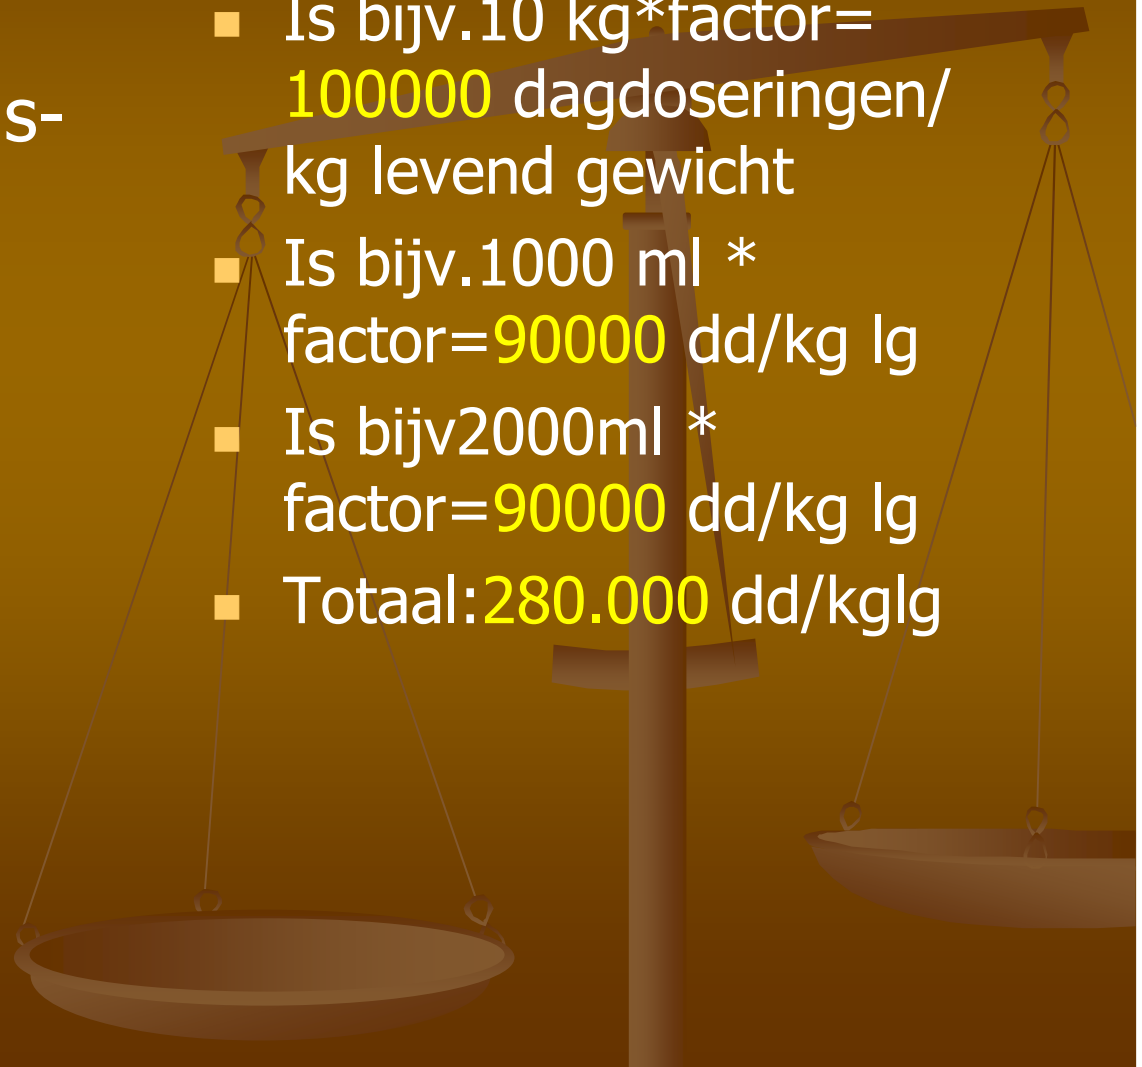 Is bijv.10 kg*factor=
100000 dagdoseringen/
s-
kg levend gewicht
Is bijv.1000 ml *
factor=90000 dd/kg lg
Is bijv2000ml *
factor=90000 dd/kg lg
Totaal:280.000 dd/kglg